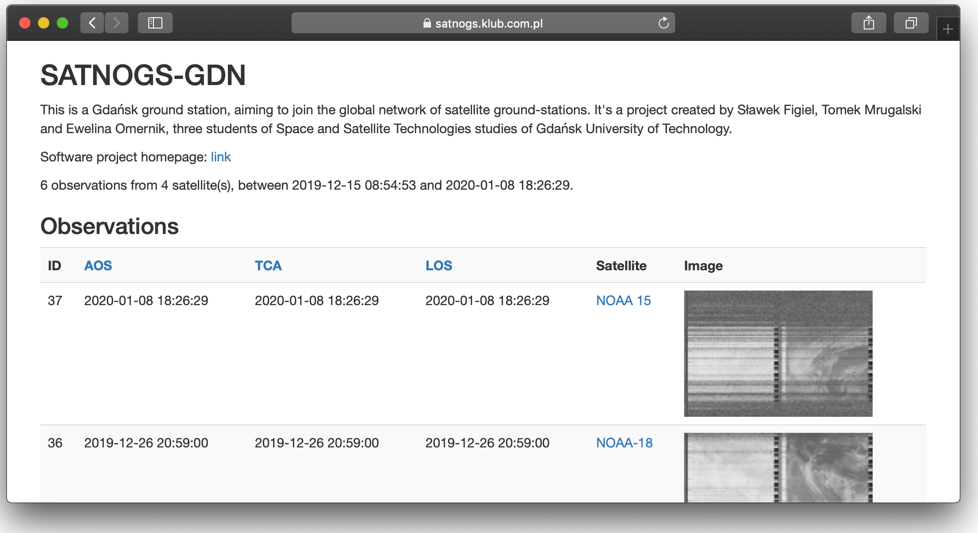 satnogs.klub.com.pl
SATNOGS-GDN
This is a Gdańsk ground station, aiming to join the global network of satellite ground-stations. It's a project created by Sławek Figiel, Tomek Mrugalski
and Ewelina Omernik, three students of Space and Satellite Technologies studies of Gdańsk University of Technology.
Software project homepage: link
6 observations from 4 satellite(s), between 2019-12-15 08:54:53 and 2020-01-08 18:26:29.
Observations
ID AOS TCA LOS Satellite Image
37 2020-01-08 18:26:29 2020-01-08 18:26:29 2020-01-08 18:26:29 NOAA 15
36 2019-12-26 20:59:00 2019-12-26 20:59:00 2019-12-26 20:59:00 NOAA-18